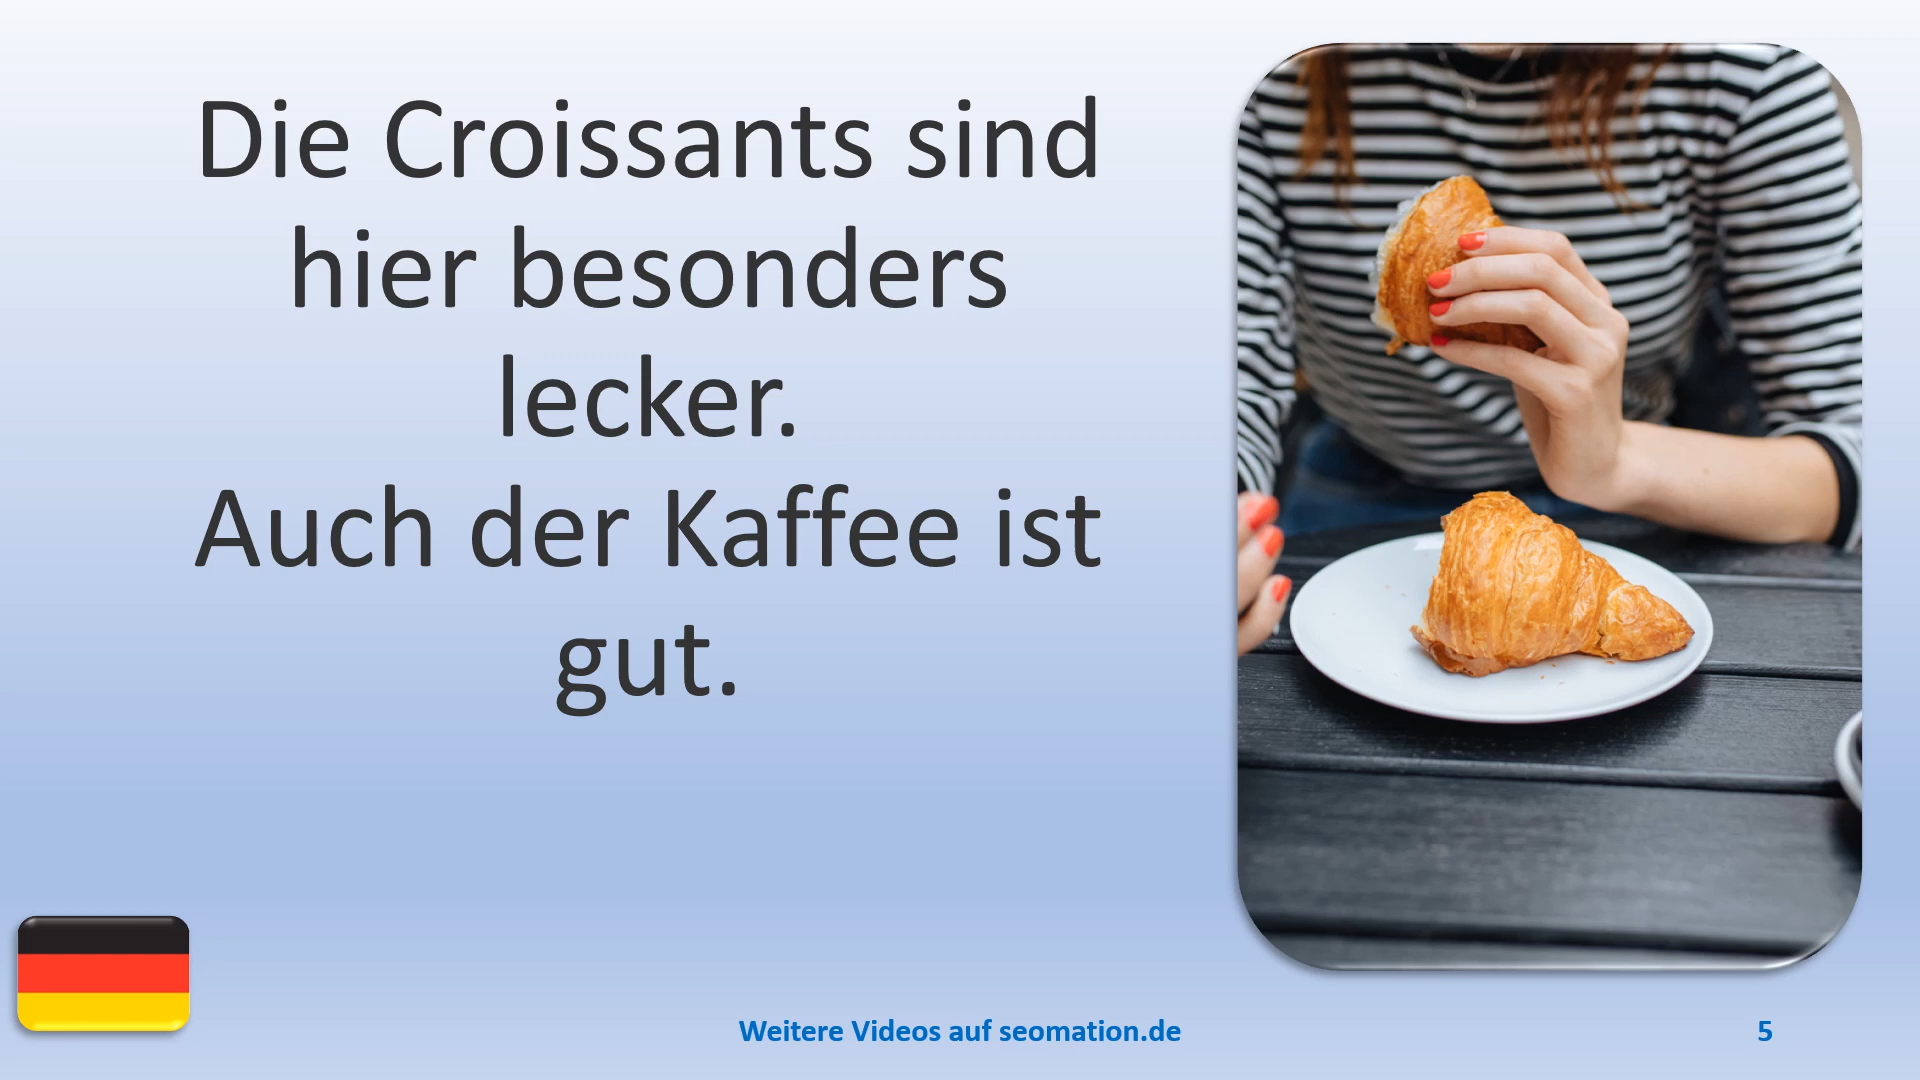 Die Croissants sind
hier besonders
lecker.
Auch der Kaffee ist
gut.
Weitere Videos auf seomation.de
5